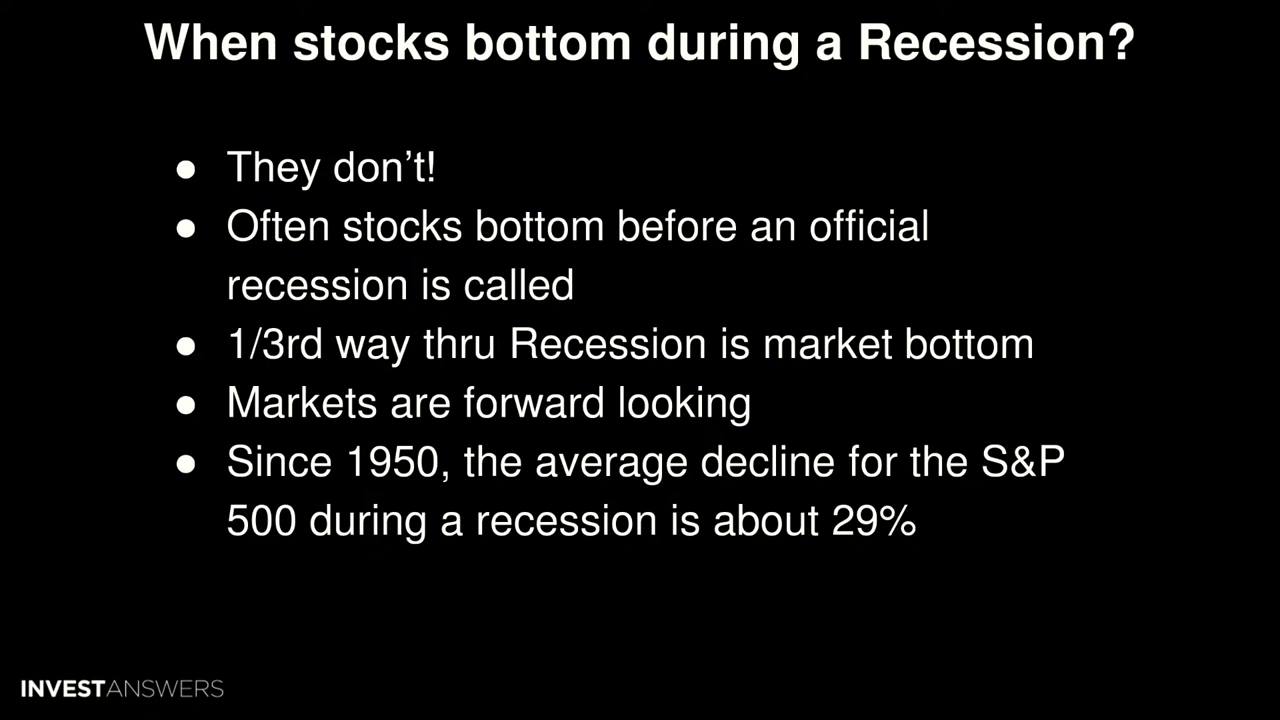 When stocks bottom during a Recession?
● They don’t!
● Often stocks bottom before an official
recession is called
● 1/3rd way thru Recession is market bottom
● Markets are forward looking
● Since 1950, the average decline for the S&P
500 during a recession is about 29%
INVESTANSWERS